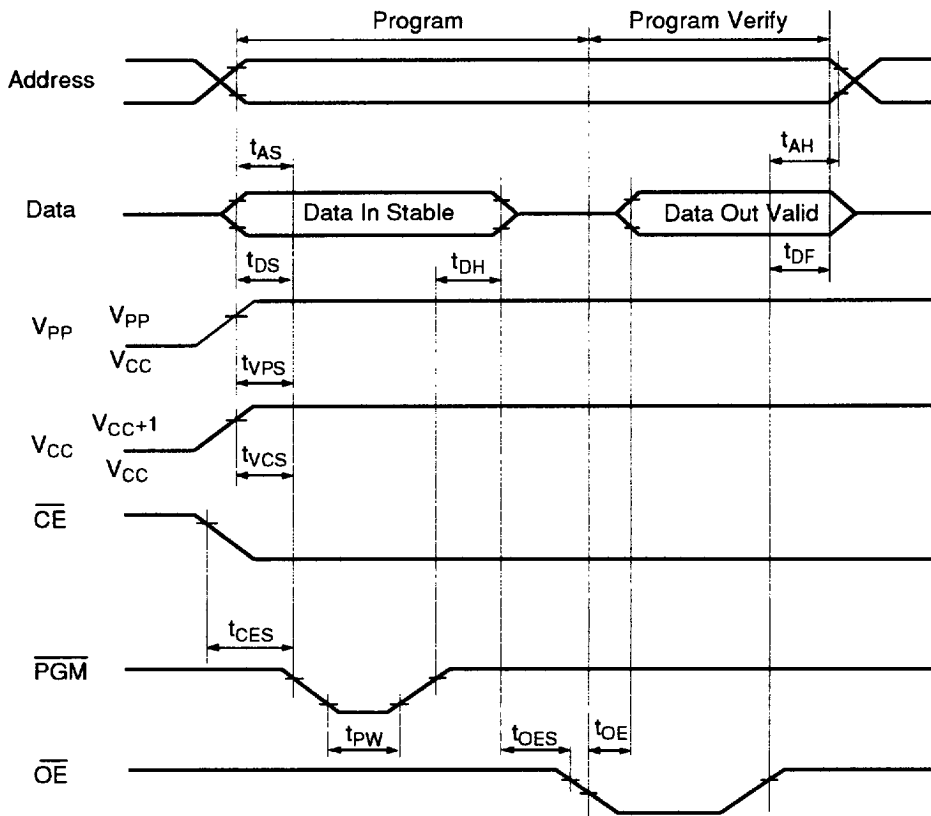 Program Program Verify
Address
tAS tAH
Data Data In Stable Data Out Valid
tDS tDH tDF
VPP VPP
VCC
tVPS
VCC VCC+1
VCC
tVCS
CE
tCES
PGM
tPW tOES tOE
OE